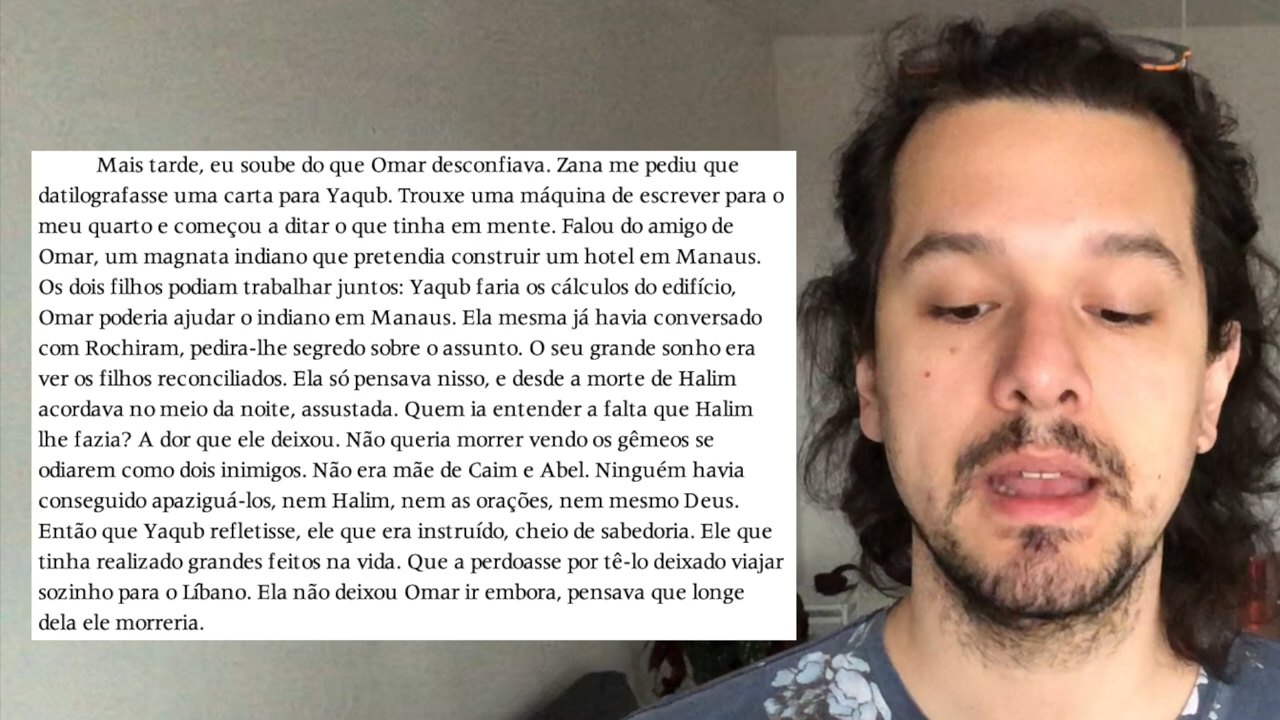 Mais tarde, eu soube do que Omar desconfiava. Zana me pediu que
datilografasse uma carta para Yaqub. Trouxe uma máquina de escrever para o
meu quarto e começou a ditar o que tinha em mente. Falou do amigo de
Omar, um magnata indiano que pretendia construir um hotel em Manaus.
Os dois filhos podiam trabalhar juntos: Yaqub faria os cálculos do edifício,
Omar poderia ajudar o indiano em Manaus. Ela mesma já havia conversado
com Rochiram, pedira-lhe segredo sobre o assunto. O seu grande sonho era
ver os filhos reconciliados. Ela só pensava nisso, e desde a morte de Halim
acordava no meio da noite, assustada. Quem ia entender a falta que Halim
lhe fazia? A dor que ele deixou. Não queria morrer vendo os gêmeos se
odiarem como dois inimigos. Não era mãe de Caim e Abel. Ninguém havia
conseguido apaziguá-los, nem Halim, nem as orações, nem mesmo Deus.
Então que Yaqub refletisse, ele que era instruído, cheio de sabedoria. Ele que
tinha realizado grandes feitos na vida. Que a perdoasse por tê-lo deixado viajar
sozinho para o Líbano. Ela não deixou Omar ir embora, pensava que longe
dela ele morreria.